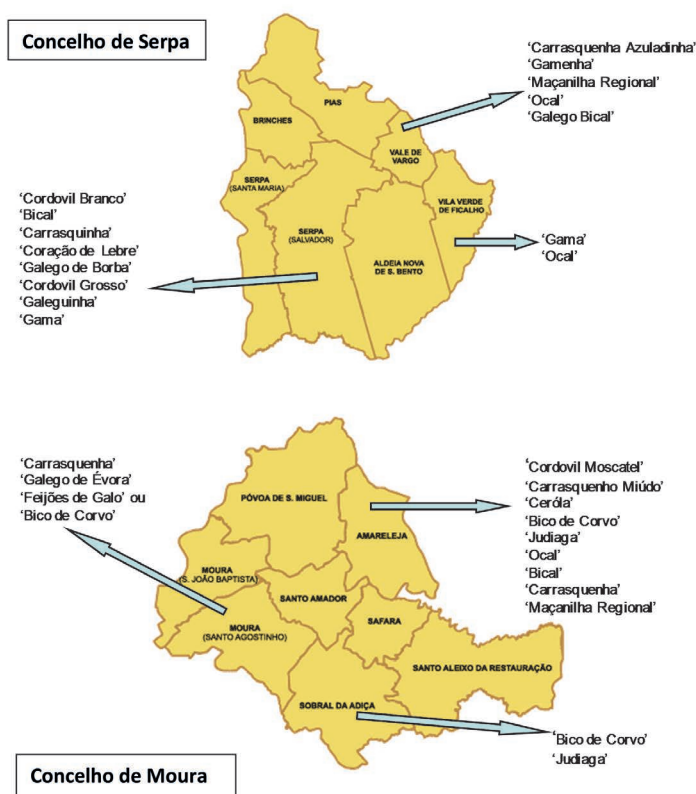 Concelho de Serpa
‘Carrasquenha Azuladinha’
‘Gamenha’
‘Maçanilha Regional’
‘Ocal’
‘Galego Bical’
PIAS
BRINCHES
VALE DE
VARGO
SERPA
(SANTA MARIA)
VILA VERDE
DE FICALHO
SERPA
(SALVADOR)
ALDEIA NOVA
DE S. BENTO
‘Cordovil Branco’
‘Bical’
‘Carrasquinha’
‘Coração de Lebre’
‘Galego de Borba’
‘Cordovil Grosso’
‘Galeguinha’
‘Gama’
‘Gama’
‘Ocal’
‘Carrasquenha’
‘Galego de Évora’
‘Feijões de Galo’ ou
‘Bico de Corvo’
PÓVOA DE S. MIGUEL
AMARELEJA
MOURA
(S. JOÃO BAPTISTA)
SANTO AMADOR
MOURA
(SANTO AGOSTINHO)
SAFARA
SANTO ALEIXO DA RESTAURAÇÃO
SOBRAL DA ADIÇA
‘Cordovil Moscatel’
‘Carrasquenho Miúdo’
‘Ceróla’
‘Bico de Corvo’
‘Judiaga’
‘Ocal’
‘Bical’
‘Carrasquenha’
‘Maçanilha Regional’
‘Bico de Corvo’
‘Judiaga’
Concelho de Moura